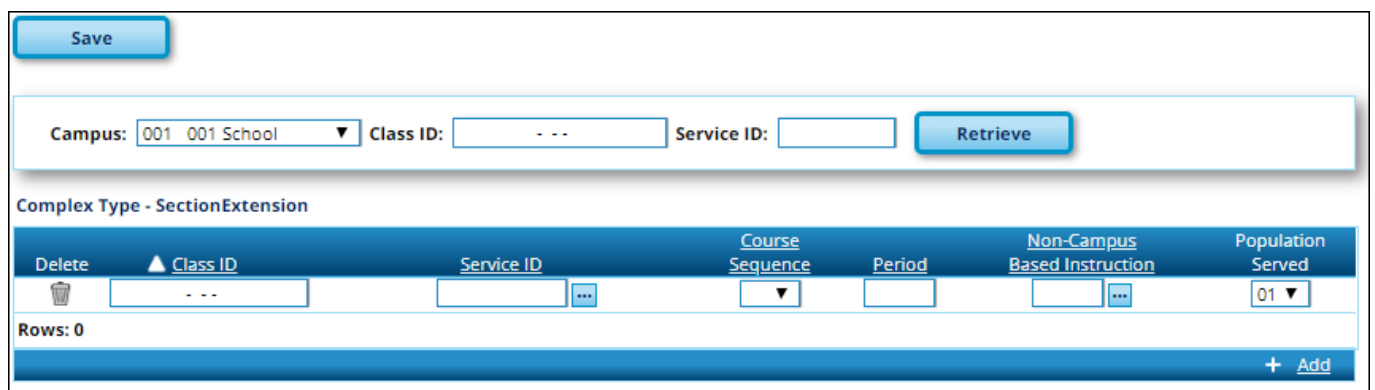 Save
Campus: 001 001 School ▼ Class ID: - - - Service ID: Retrieve
Complex Type - SectionExtension
Course Non-Campus Population
Delete Class ID Service ID Sequence Period Based Instruction Served
- - - ... ▼ ... 01 ▼
Rows: 0
+ Add